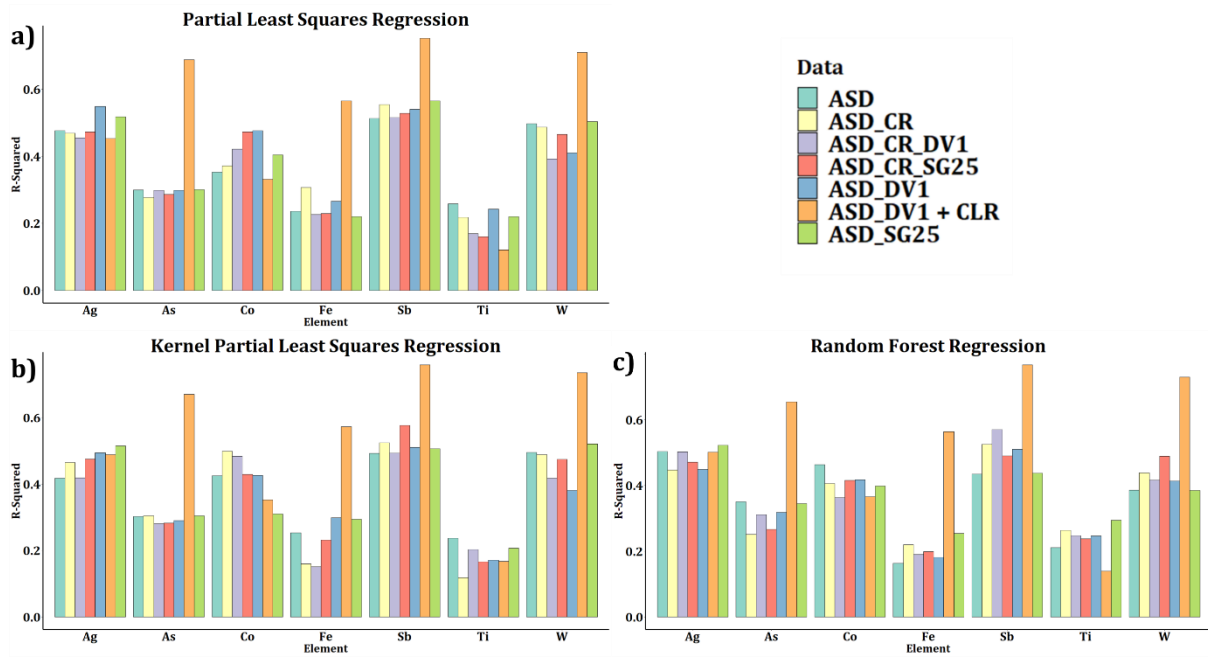 a)
Partial Least Squares Regression
R-Squared
0.6
0.4
0.2
0.0
Ag As Co Fe Sb Ti W
Element
Data
ASD
ASD_CR
ASD_CR_DV1
ASD_CR_SG25
ASD_DV1
ASD_DV1 + CLR
ASD_SG25
b)
Kernel Partial Least Squares Regression
R-Squared
0.6
0.4
0.2
0.0
Ag As Co Fe Sb Ti W
Element
c)
Random Forest Regression
R-Squared
0.6
0.4
0.2
0.0
Ag As Co Fe Sb Ti W
Element